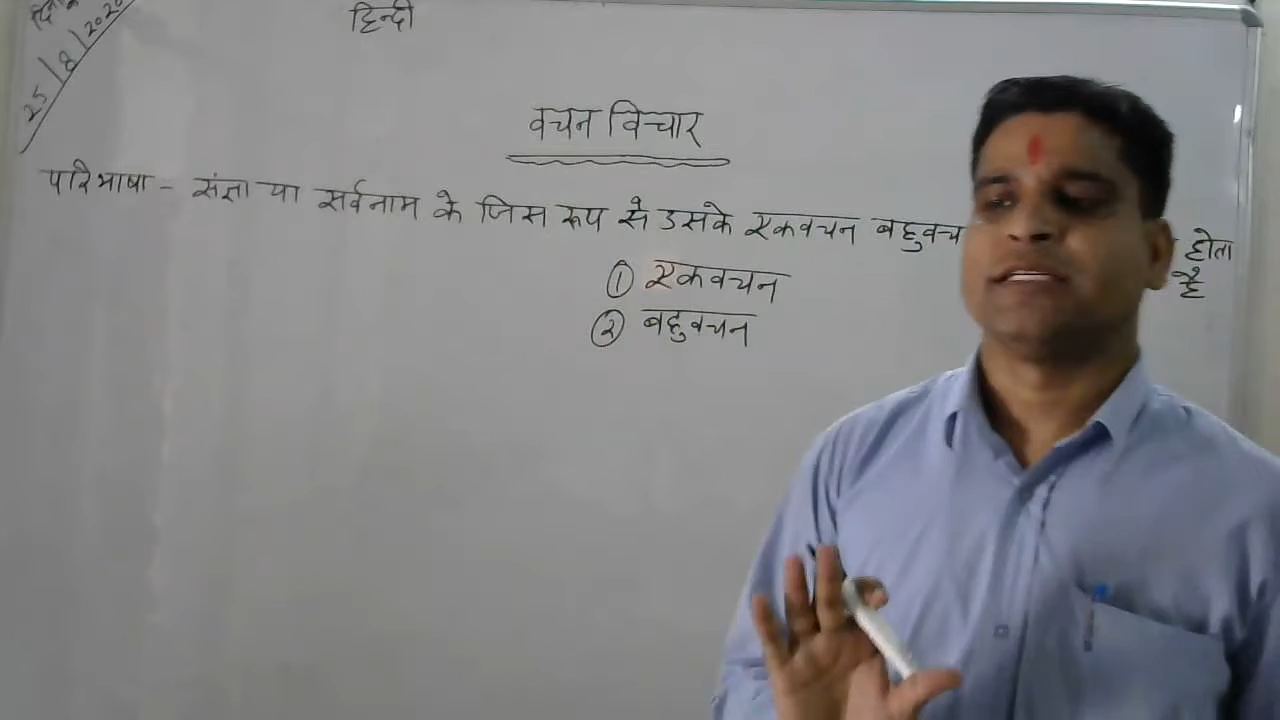 25/8/2020
हिन्दी
वचन विचार
परिभाषा - संज्ञा या सर्वनाम के जिस रूप से उसके एकवचन बहुवच होता
है
① एकवचन
② बहुवचन